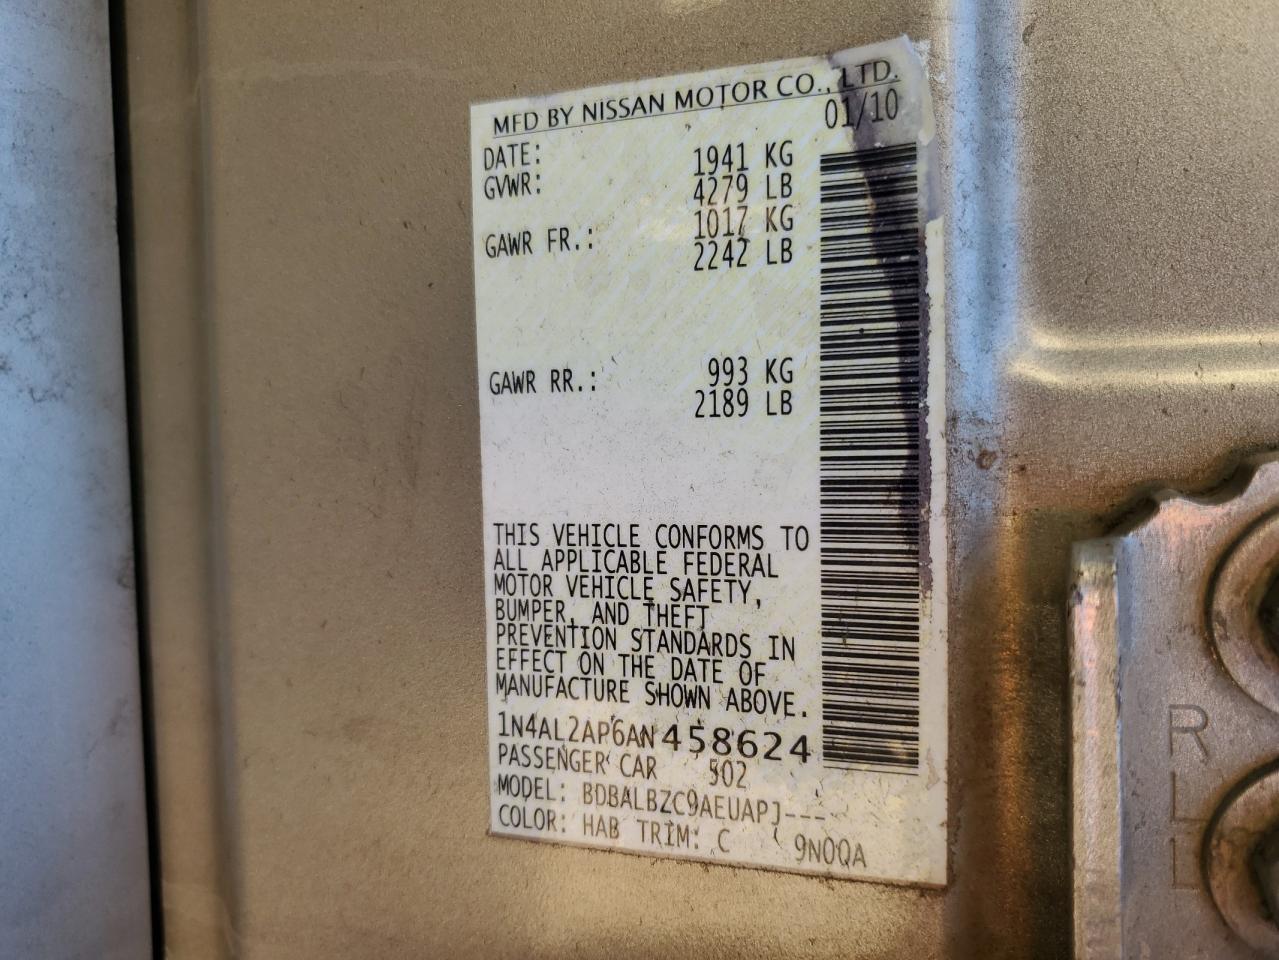 MFD BY NISSAN MOTOR CO., LTD.
DATE: 01/10
GVWR: 1941 KG
4279 LB
GAWR FR.: 1017 KG
2242 LB
GAWR RR.: 993 KG
2189 LB
THIS VEHICLE CONFORMS TO
ALL APPLICABLE FEDERAL
MOTOR VEHICLE SAFETY,
BUMPER, AND THEFT
PREVENTION STANDARDS IN
EFFECT ON THE DATE OF
MANUFACTURE SHOWN ABOVE.
1N4AL2AP6AN458624
PASSENGER CAR 502
MODEL: BDBALBZC9AEUAPJ---
COLOR: HAB TRIM: C 9N0QA
R
L
L